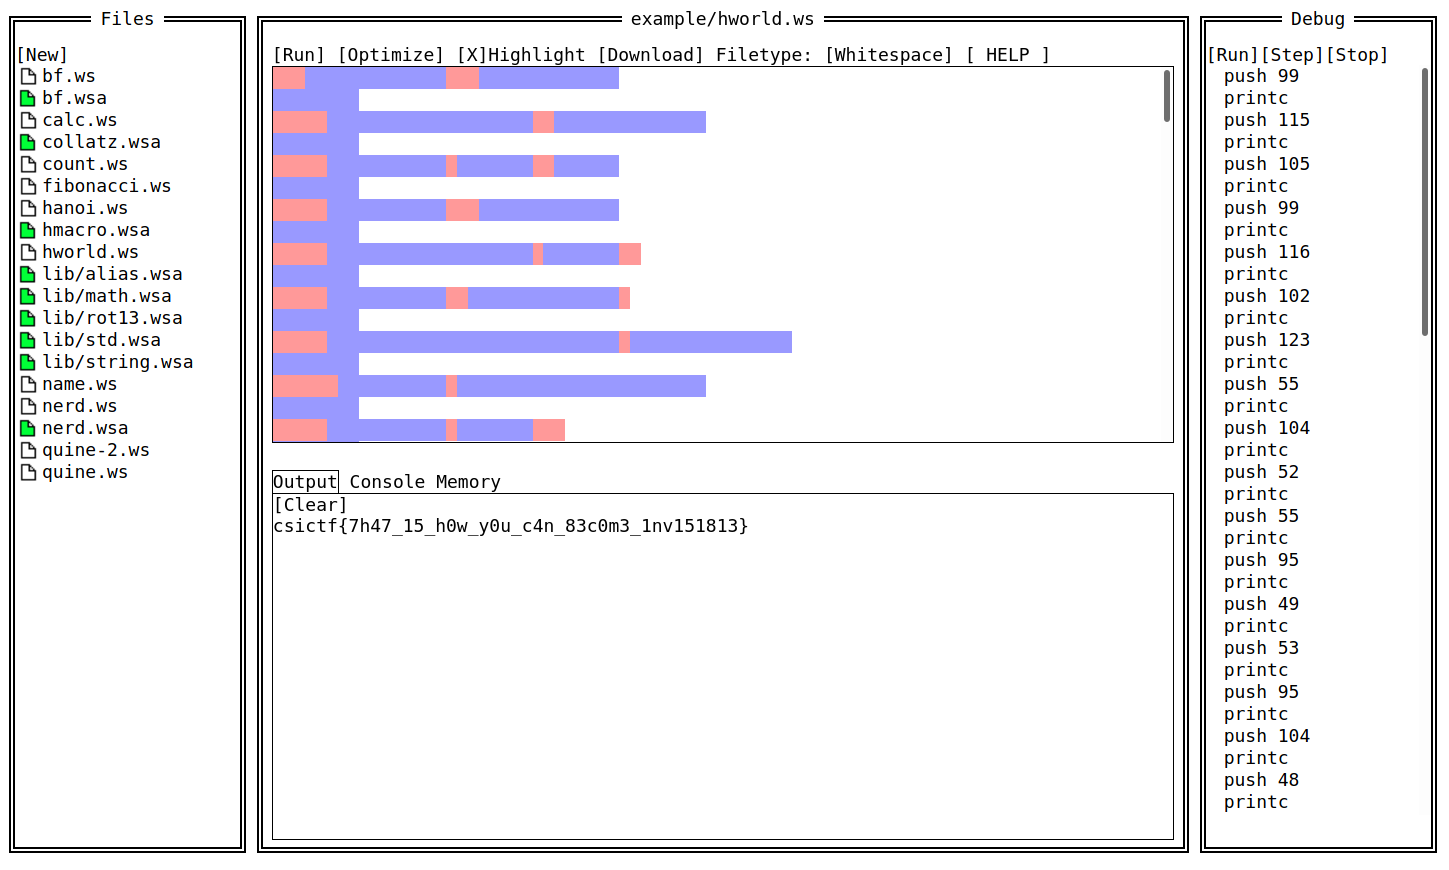 Files
[New]
bf.ws
bf.wsa
calc.ws
collatz.wsa
count.ws
fibonacci.ws
hanoi.ws
hmacro.wsa
hworld.ws
lib/alias.wsa
lib/math.wsa
lib/rot13.wsa
lib/std.wsa
lib/string.wsa
name.ws
nerd.ws
nerd.wsa
quine-2.ws
quine.ws
example/hworld.ws
[Run] [Optimize] [X]Highlight [Download] Filetype: [Whitespace] [ HELP ]
Output Console Memory
[Clear]
csictf{7h47_15_h0w_y0u_c4n_83c0m3_1nv151813}
Debug
[Run][Step][Stop]
push 99
printc
push 115
printc
push 105
printc
push 99
printc
push 116
printc
push 102
printc
push 123
printc
push 55
printc
push 104
printc
push 52
printc
push 55
printc
push 95
printc
push 49
printc
push 53
printc
push 95
printc
push 104
printc
push 48
printc